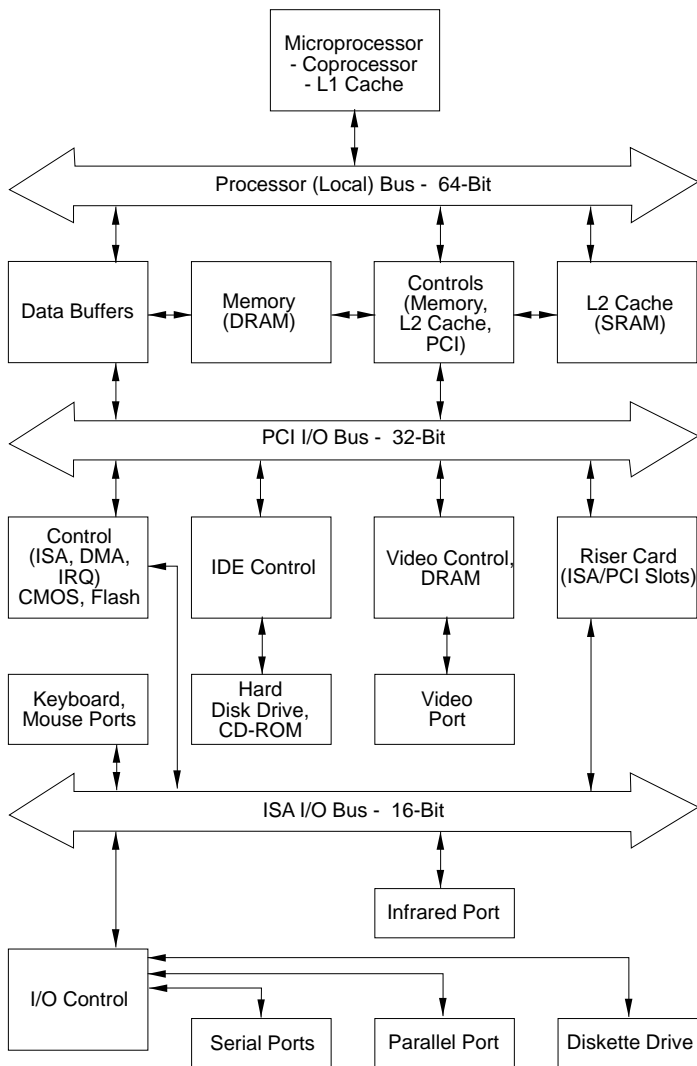 Microprocessor
- Coprocessor
- L1 Cache
Processor (Local) Bus - 64-Bit
Data Buffers
Memory
(DRAM)
Controls
(Memory,
L2 Cache,
PCI)
L2 Cache
(SRAM)
PCI I/O Bus - 32-Bit
Control
(ISA, DMA,
IRQ)
CMOS, Flash
IDE Control
Video Control,
DRAM
Riser Card
(ISA/PCI Slots)
Keyboard,
Mouse Ports
Hard
Disk Drive,
CD-ROM
Video
Port
ISA I/O Bus - 16-Bit
Infrared Port
I/O Control
Serial Ports
Parallel Port
Diskette Drive